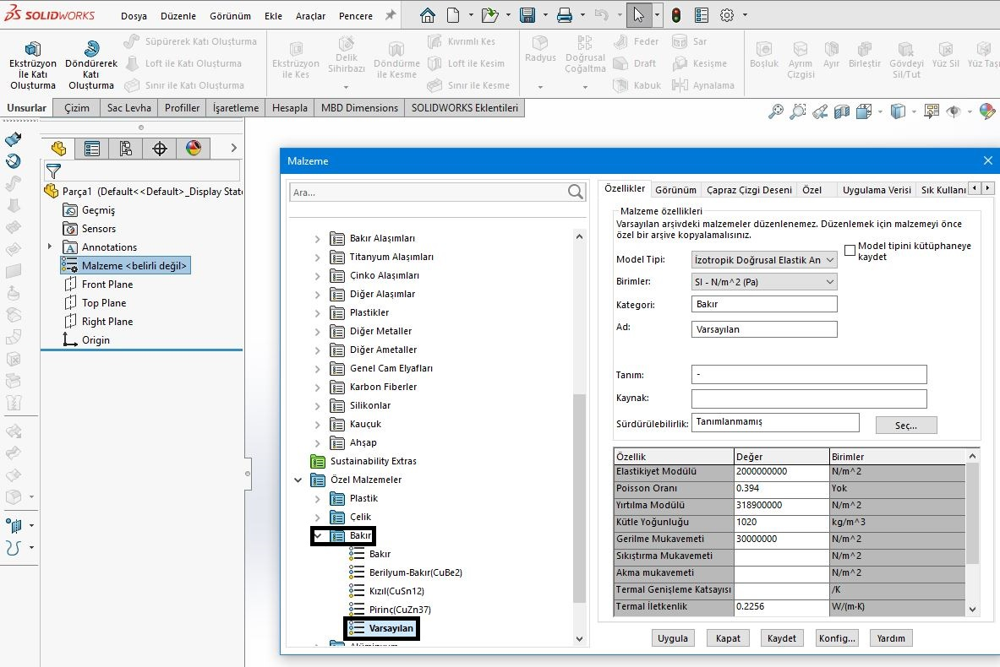 SOLIDWORKS
Dosya Düzenle Görünüm Ekle Araçlar Pencere
Ekstrüzyon İle Katı Oluşturma
Döndürerek Katı Oluşturma
Süpürerek Katı Oluşturma
Loft ile Katı Oluşturma
Sınır ile Katı Oluşturma
Ekstrüzyon ile Kes
Delik Sihirbazı
Döndürme ile Kesme
Kıvrımlı Kes
Loft ile Kesim
Sınır ile Kesme
Radyus
Doğrusal Çoğaltma
Feder
Draft
Kabuk
Sar
Kesişme
Aynalama
Boşluk
Ayrım Çizgisi
Ayır
Birleştir
Gövdeyi Sil/Tut
Yüz Sil
Yüz Taşı
Unsurlar Çizim Sac Levha Profiller İşaretleme Hesapla MBD Dimensions SOLIDWORKS Eklentileri
Parça1 (Default<<Default>_Display State
Geçmiş
Sensors
Annotations
Malzeme <belirli değil>
Front Plane
Top Plane
Right Plane
Origin
Malzeme
Ara...
Bakır Alaşımları
Titanyum Alaşımları
Çinko Alaşımları
Diğer Alaşımlar
Plastikler
Diğer Metaller
Diğer Ametaller
Genel Cam Elyafları
Karbon Fiberler
Silikonlar
Kauçuk
Ahşap
Sustainability Extras
Özel Malzemeler
Plastik
Çelik
Bakır
Bakır
Berilyum-Bakır(CuBe2)
Kızıl(CuSn12)
Pirinç(CuZn37)
Varsayılan
Alüminyum
Özellikler Görünüm Çapraz Çizgi Deseni Özel Uygulama Verisi Sık Kullanı
Malzeme özellikleri
Varsayılan arşivdeki malzemeler düzenlenemez. Düzenlemek için malzemeyi önce
özel bir arşive kopyalamalısınız.
Model Tipi: İzotropik Doğrusal Elastik An
Model tipini kütüphaneye
kaydet
Birimler: SI - N/m^2 (Pa)
Kategori: Bakır
Ad: Varsayılan
Tanım: -
Kaynak:
Sürdürülebilirlik: Tanımlanmamış Seç...
Özellik Değer Birimler
Elastikiyet Modülü 2000000000 N/m^2
Poisson Oranı 0.394 Yok
Yırtılma Modülü 318900000 N/m^2
Kütle Yoğunluğu 1020 kg/m^3
Gerilme Mukavemeti 30000000 N/m^2
Sıkıştırma Mukavemeti N/m^2
Akma mukavemeti N/m^2
Termal Genişleme Katsayısı /K
Termal İletkenlik 0.2256 W/(m·K)
Uygula Kapat Kaydet Konfig... Yardım